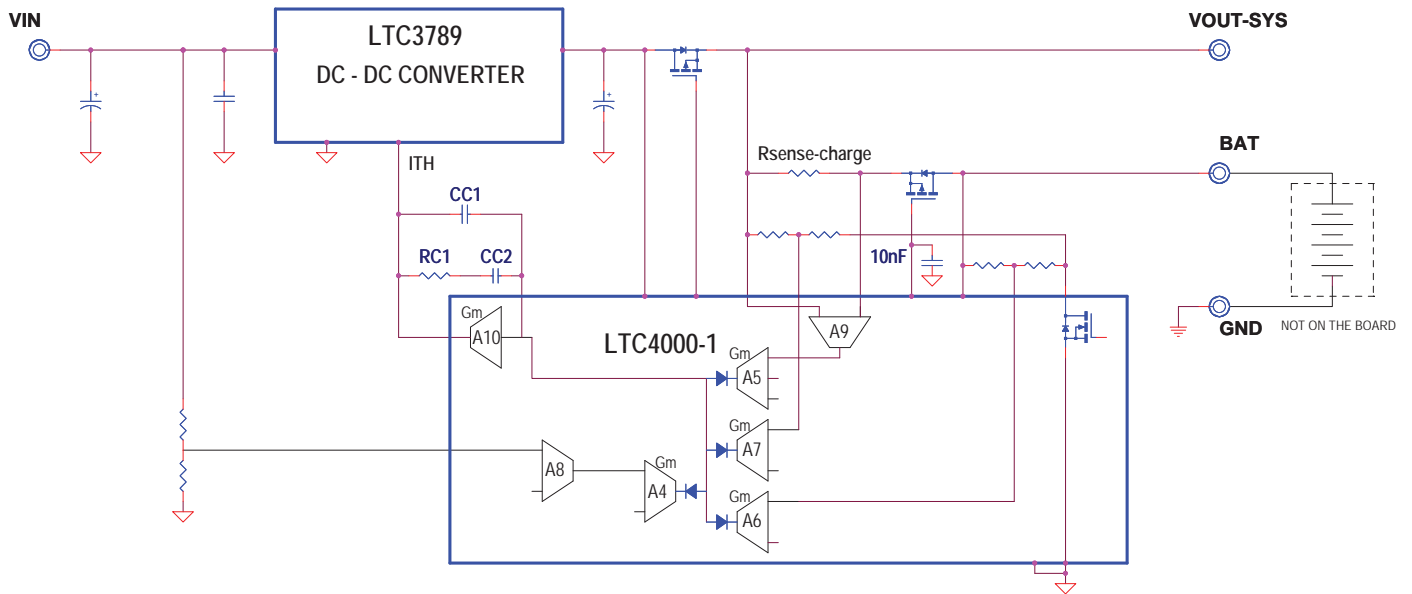 VIN
LTC3789
DC - DC CONVERTER
+
+
VOUT-SYS
ITH
CC1
RC1
CC2
Rsense-charge
10nF
BAT
GND
NOT ON THE BOARD
LTC4000-1
Gm
A10
A9
Gm
A5
Gm
A7
A8
Gm
A4
Gm
A6